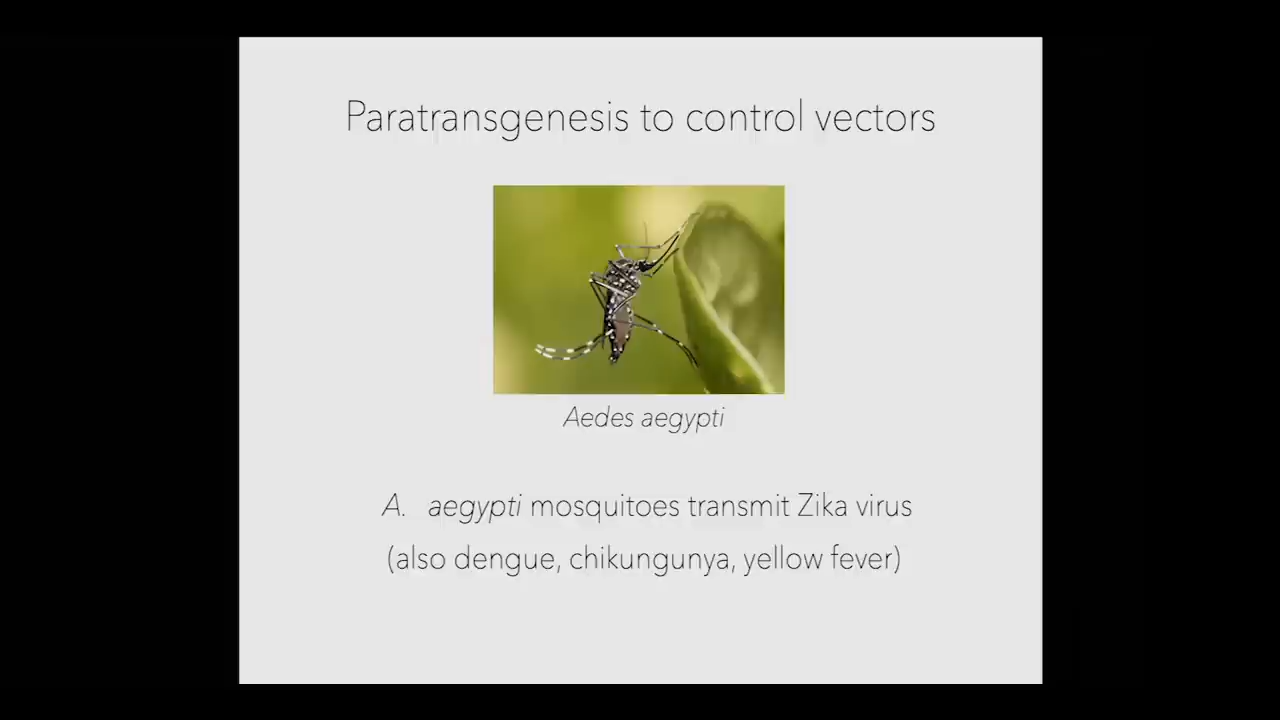 Paratransgenesis to control vectors
Aedes aegypti
A. aegypti mosquitoes transmit Zika virus
(also dengue, chikungunya, yellow fever)